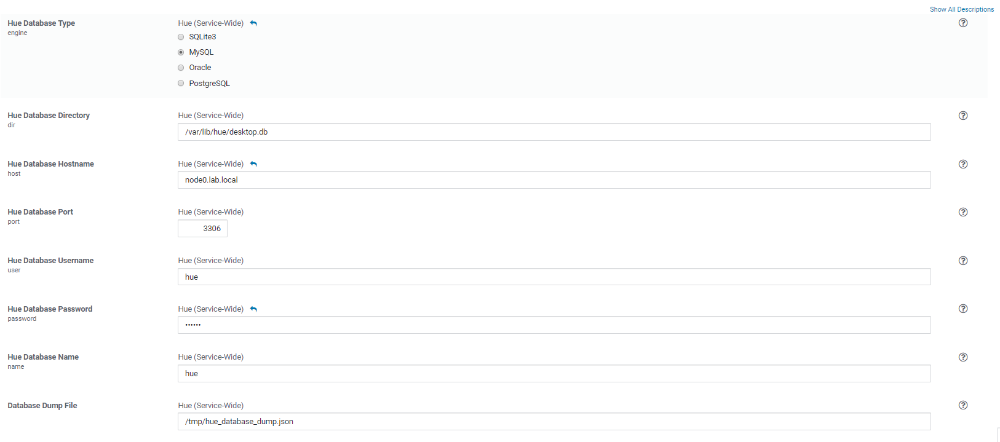 Show All Descriptions
Hue Database Type
engine
Hue (Service-Wide)
SQLite3
MySQL
Oracle
PostgreSQL
Hue Database Directory
dir
Hue (Service-Wide)
/var/lib/hue/desktop.db
Hue Database Hostname
host
Hue (Service-Wide)
node0.lab.local
Hue Database Port
port
Hue (Service-Wide)
3306
Hue Database Username
user
Hue (Service-Wide)
hue
Hue Database Password
password
Hue (Service-Wide)
••••••
Hue Database Name
name
Hue (Service-Wide)
hue
Database Dump File
Hue (Service-Wide)
/tmp/hue_database_dump.json